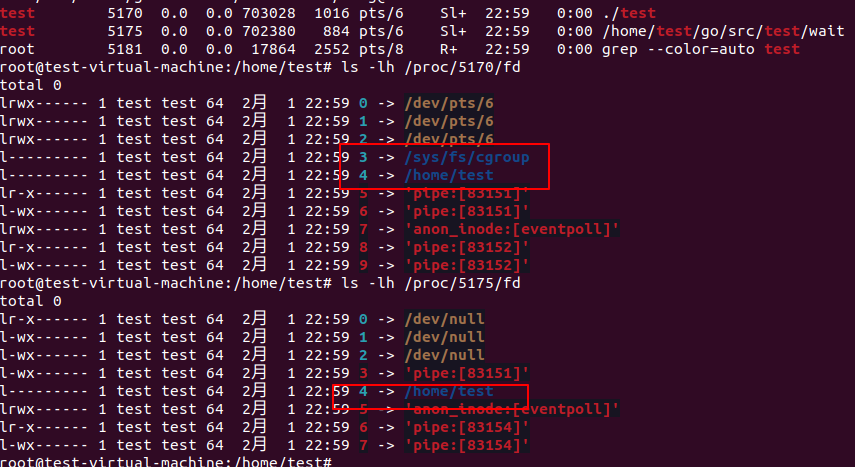 test 5170 0.0 0.0 703028 1016 pts/6 Sl+ 22:59 0:00 ./test
test 5175 0.0 0.0 702380 884 pts/6 Sl+ 22:59 0:00 /home/test/go/src/test/wait
root 5181 0.0 0.0 17864 2552 pts/8 R+ 22:59 0:00 grep --color=auto test
root@test-virtual-machine:/home/test# ls -lh /proc/5170/fd
total 0
lrwx------ 1 test test 64 2月 1 22:59 0 -> /dev/pts/6
lrwx------ 1 test test 64 2月 1 22:59 1 -> /dev/pts/6
lrwx------ 1 test test 64 2月 1 22:59 2 -> /dev/pts/6
l--------- 1 test test 64 2月 1 22:59 3 -> /sys/fs/cgroup
l--------- 1 test test 64 2月 1 22:59 4 -> /home/test
lr-x------ 1 test test 64 2月 1 22:59 5 -> 'pipe:[83151]'
l-wx------ 1 test test 64 2月 1 22:59 6 -> 'pipe:[83151]'
lrwx------ 1 test test 64 2月 1 22:59 7 -> 'anon_inode:[eventpoll]'
lr-x------ 1 test test 64 2月 1 22:59 8 -> 'pipe:[83152]'
l-wx------ 1 test test 64 2月 1 22:59 9 -> 'pipe:[83152]'
root@test-virtual-machine:/home/test# ls -lh /proc/5175/fd
total 0
lr-x------ 1 test test 64 2月 1 22:59 0 -> /dev/null
l-wx------ 1 test test 64 2月 1 22:59 1 -> /dev/null
l-wx------ 1 test test 64 2月 1 22:59 2 -> /dev/null
l-wx------ 1 test test 64 2月 1 22:59 3 -> 'pipe:[83151]'
l--------- 1 test test 64 2月 1 22:59 4 -> /home/test
lrwx------ 1 test test 64 2月 1 22:59 5 -> 'anon_inode:[eventpoll]'
lr-x------ 1 test test 64 2月 1 22:59 6 -> 'pipe:[83154]'
l-wx------ 1 test test 64 2月 1 22:59 7 -> 'pipe:[83154]'
root@test-virtual-machine:/home/test#